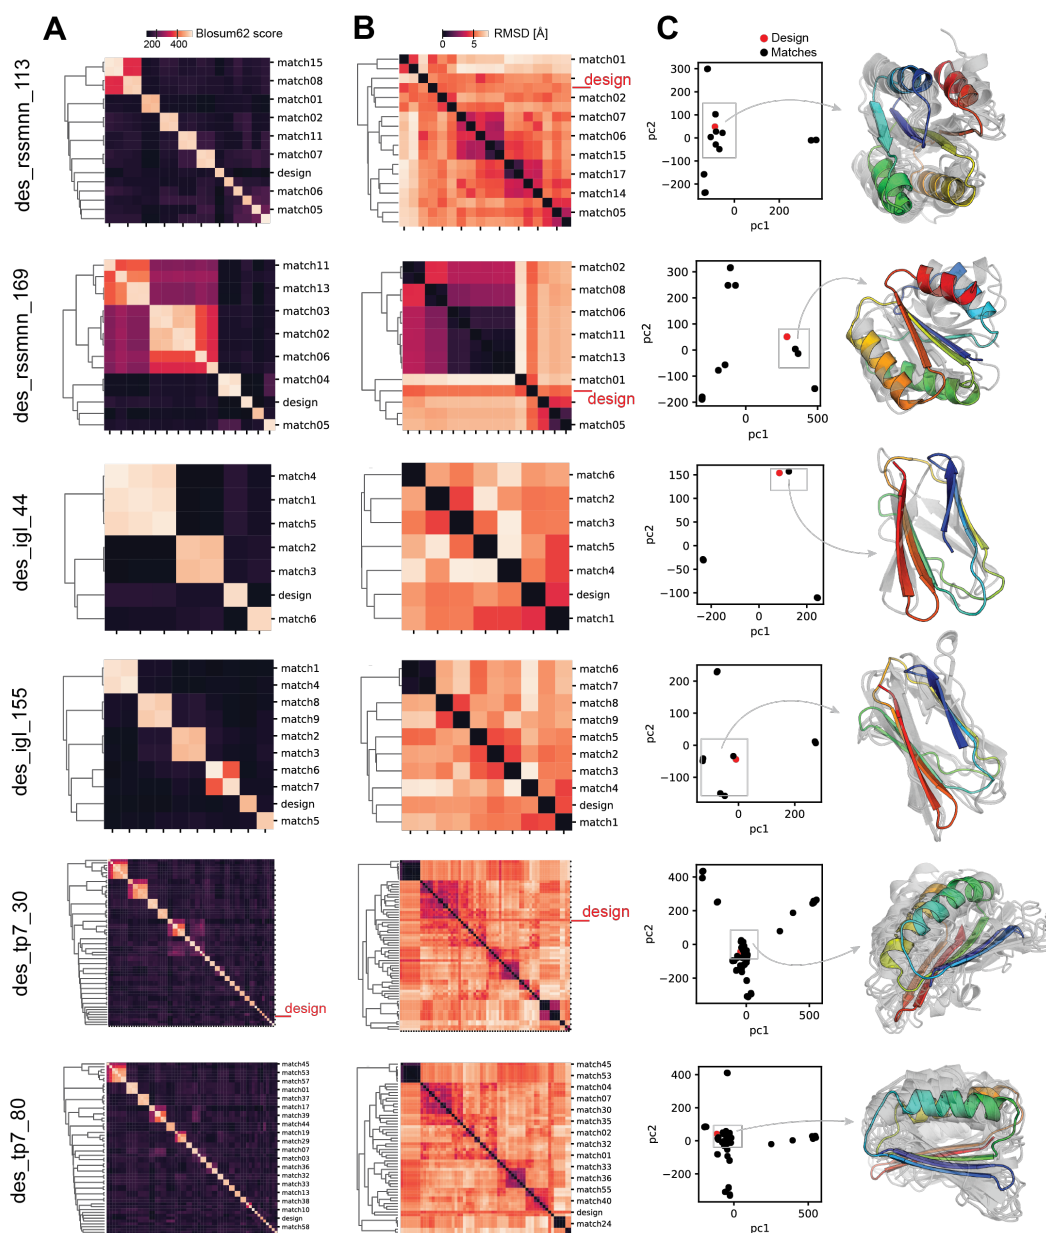 A
Blosum62 score
200 400
B
RMSD [Å]
0 5
C
Design
Matches
des_rssmnn_113
match15
match08
match01
match02
match11
match07
design
match06
match05
match01
design
match02
match07
match06
match15
match17
match14
match05
300
200
100
0
−100
−200
0 200
pc2
pc1
des_rssmnn_169
match11
match13
match03
match02
match06
match04
design
match05
match02
match08
match06
match11
match13
match01
design
match05
300
200
100
0
−100
−200
0 500
pc2
pc1
des_igl_44
match4
match1
match5
match2
match3
design
match6
match6
match2
match3
match5
match4
design
match1
150
100
50
0
−50
−100
−200 0 200
pc2
pc1
des_igl_155
match1
match4
match8
match9
match2
match3
match6
match7
design
match5
match6
match7
match8
match9
match5
match2
match3
match4
design
match1
200
100
0
−100
0 200
pc2
pc1
des_tp7_30
design
design
400
200
0
−200
0 500
pc2
pc1
des_tp7_80
match45
match53
match57
match01
match37
match17
match39
match44
match19
match29
match07
match03
match36
match32
match33
match13
match38
match10
design
match58
match45
match53
match04
match07
match30
match35
match02
match32
match01
match33
match36
match55
match40
design
match24
400
200
0
−200
0 500
pc2
pc1